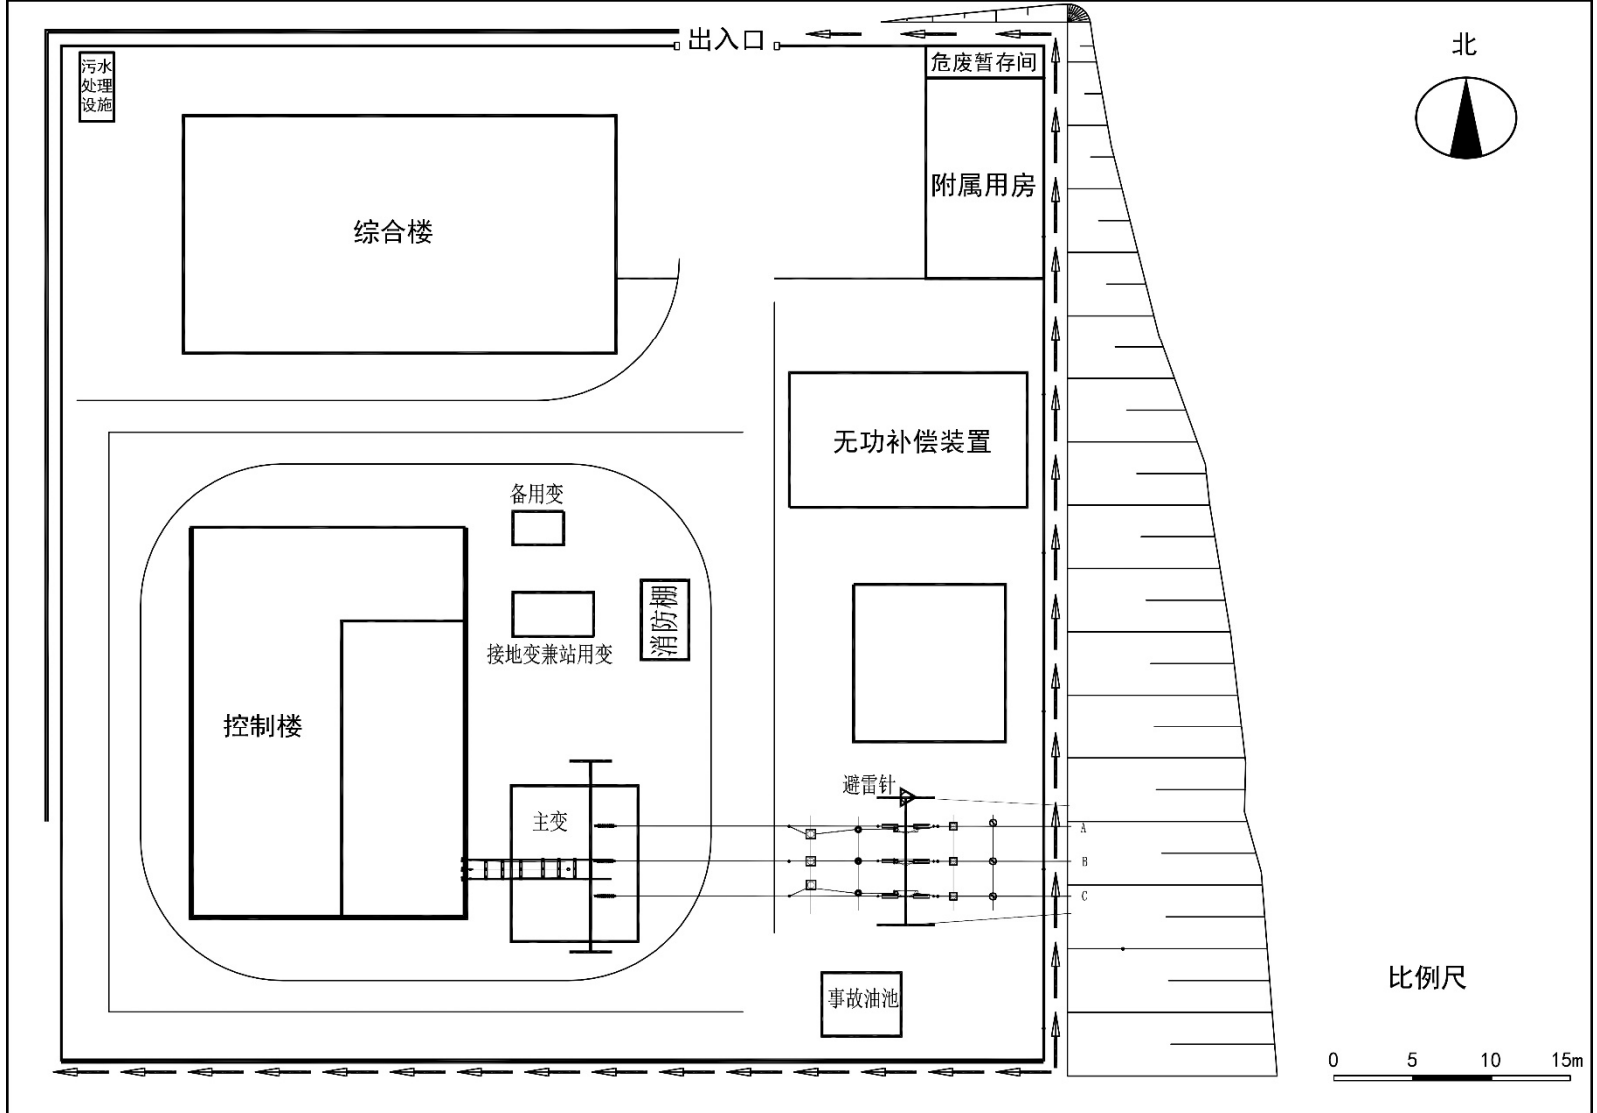 出入口
北
污水
处理
设施
危废暂存间
附属用房
综合楼
无功补偿装置
备用变
消防棚
接地变兼站用变
控制楼
避雷针
主变
A
B
C
比例尺
事故油池
0 5 10 15m